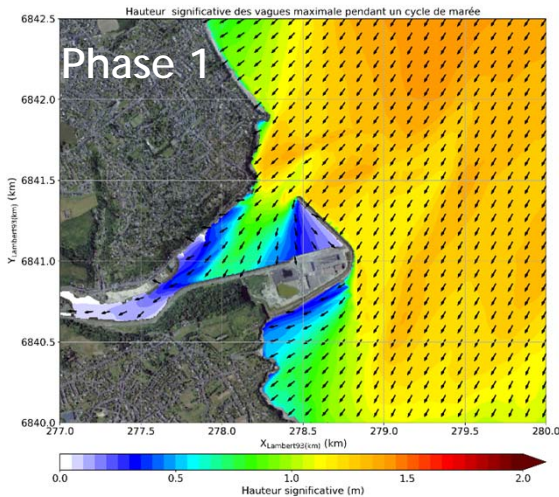 Hauteur significative des vagues maximale pendant un cycle de marée
Phase 1
6842.5
6842.0
6841.5
6841.0
6840.5
6840.0
Y Lambert93(km) (km)
277.0 277.5 278.0 278.5 279.0 279.5 280.0
X Lambert93(km) (km)
0.0 0.5 1.0 1.5 2.0
Hauteur significative (m)